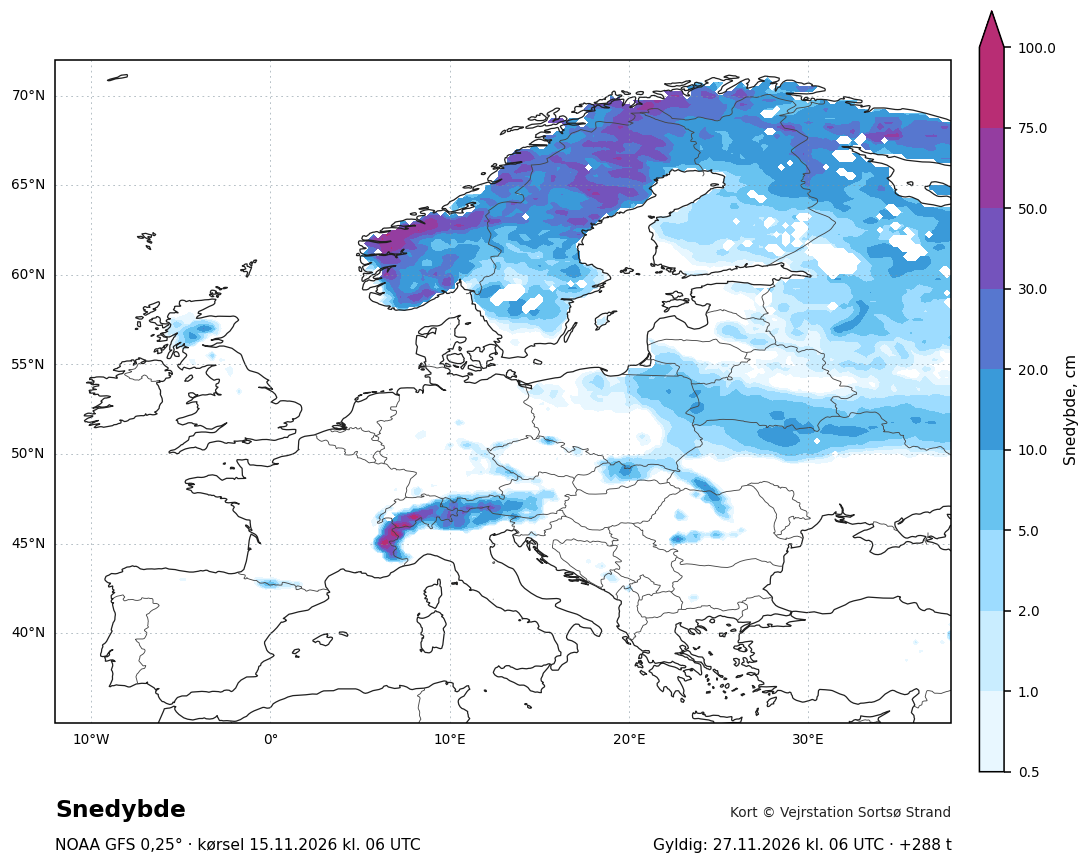 100.0
75.0
50.0
30.0
20.0
10.0
5.0
2.0
1.0
0.5
Snedybde, cm
70°N
65°N
60°N
55°N
50°N
45°N
40°N
10°W 0° 10°E 20°E 30°E
Snedybde
Kort © Vejrstation Sortsø Strand
NOAA GFS 0,25° · kørsel 15.11.2026 kl. 06 UTC
Gyldig: 27.11.2026 kl. 06 UTC · +288 t